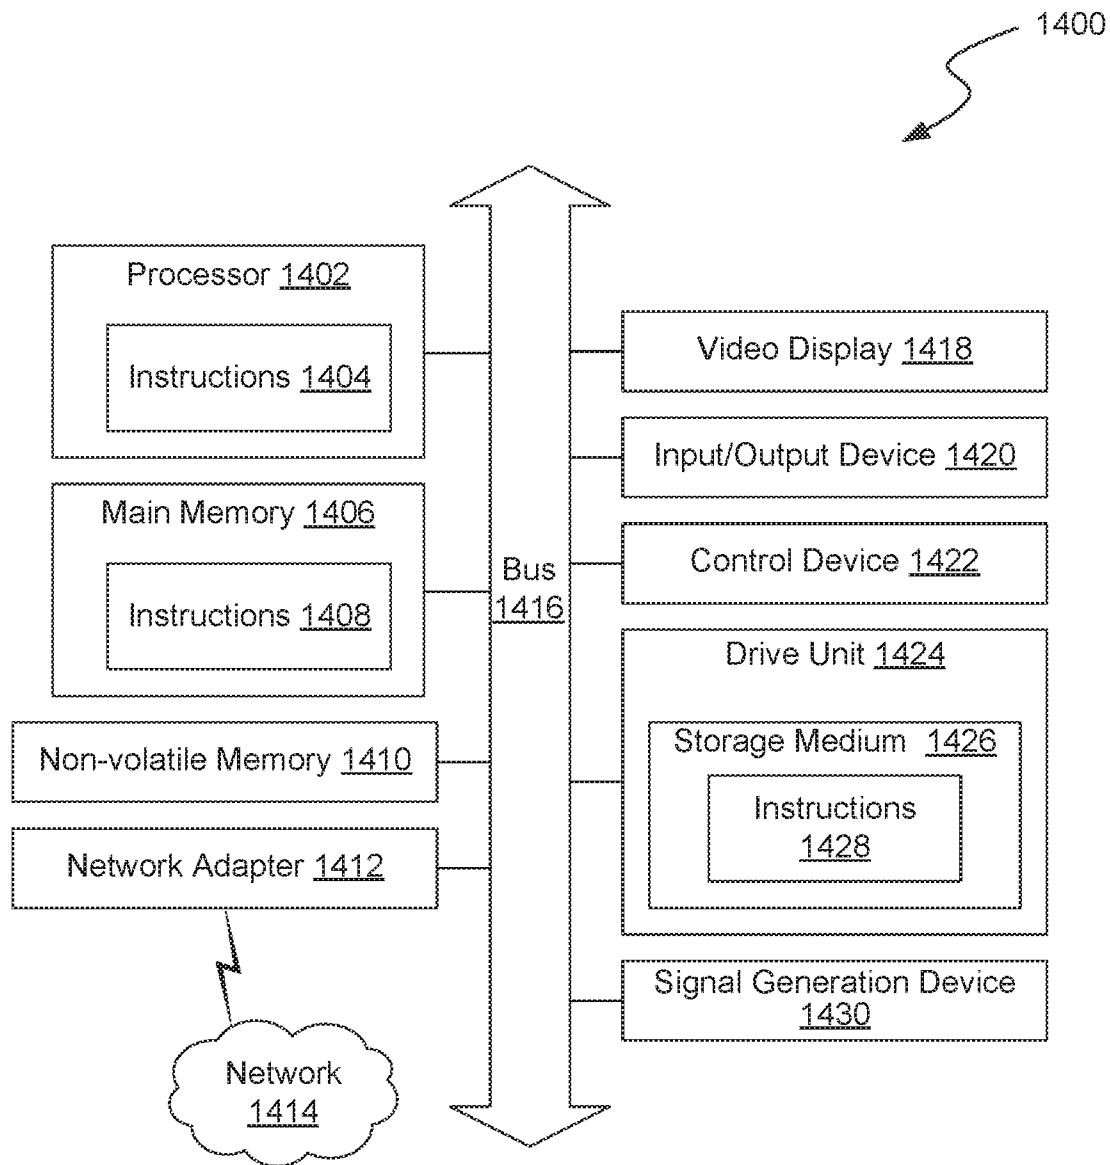 1400
Processor 1402
Instructions 1404
Main Memory 1406
Instructions 1408
Non-volatile Memory 1410
Network Adapter 1412
Network
1414
Bus
1416
Video Display 1418
Input/Output Device 1420
Control Device 1422
Drive Unit 1424
Storage Medium 1426
Instructions
1428
Signal Generation Device
1430